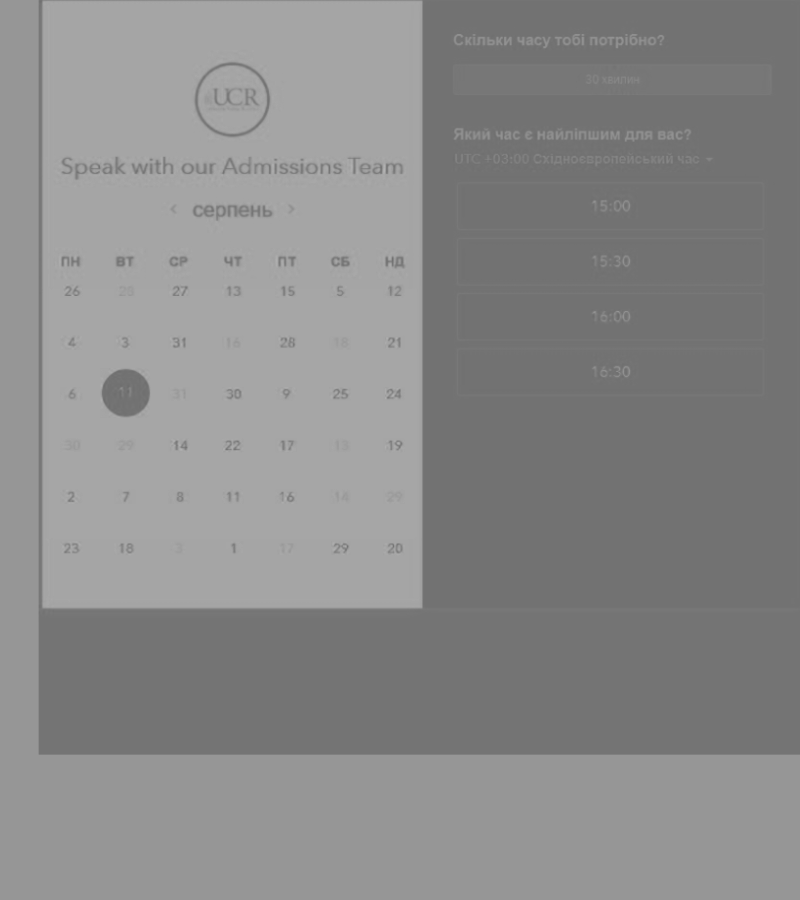 UCR
Speak with our Admissions Team
< серпень >
ПН ВТ СР ЧТ ПТ СБ НД
26 28 27 13 15 5 12
4 3 31 16 28 18 21
6 11 31 30 9 25 24
30 29 14 22 17 13 19
2 7 8 11 16 14 29
23 18 3 1 17 29 20
Скільки часу тобі потрібно?
30 хвилин
Який час є найліпшим для вас?
UTC +03:00 Східноєвропейський час
15:00
15:30
16:00
16:30